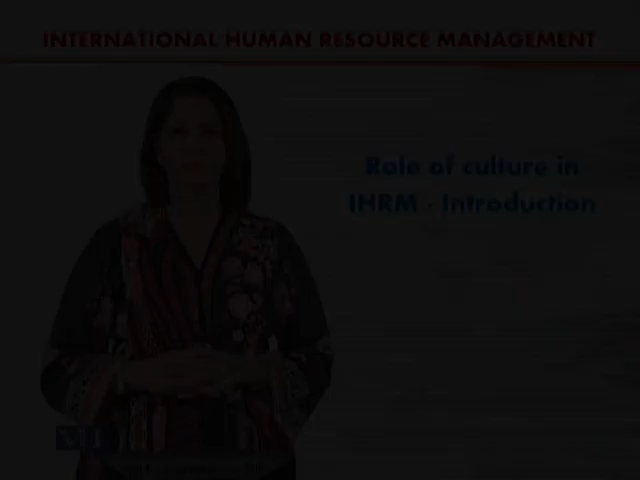 INTERNATIONAL HUMAN RESOURCE MANAGEMENT
Role of culture in
IHRM - Introduction